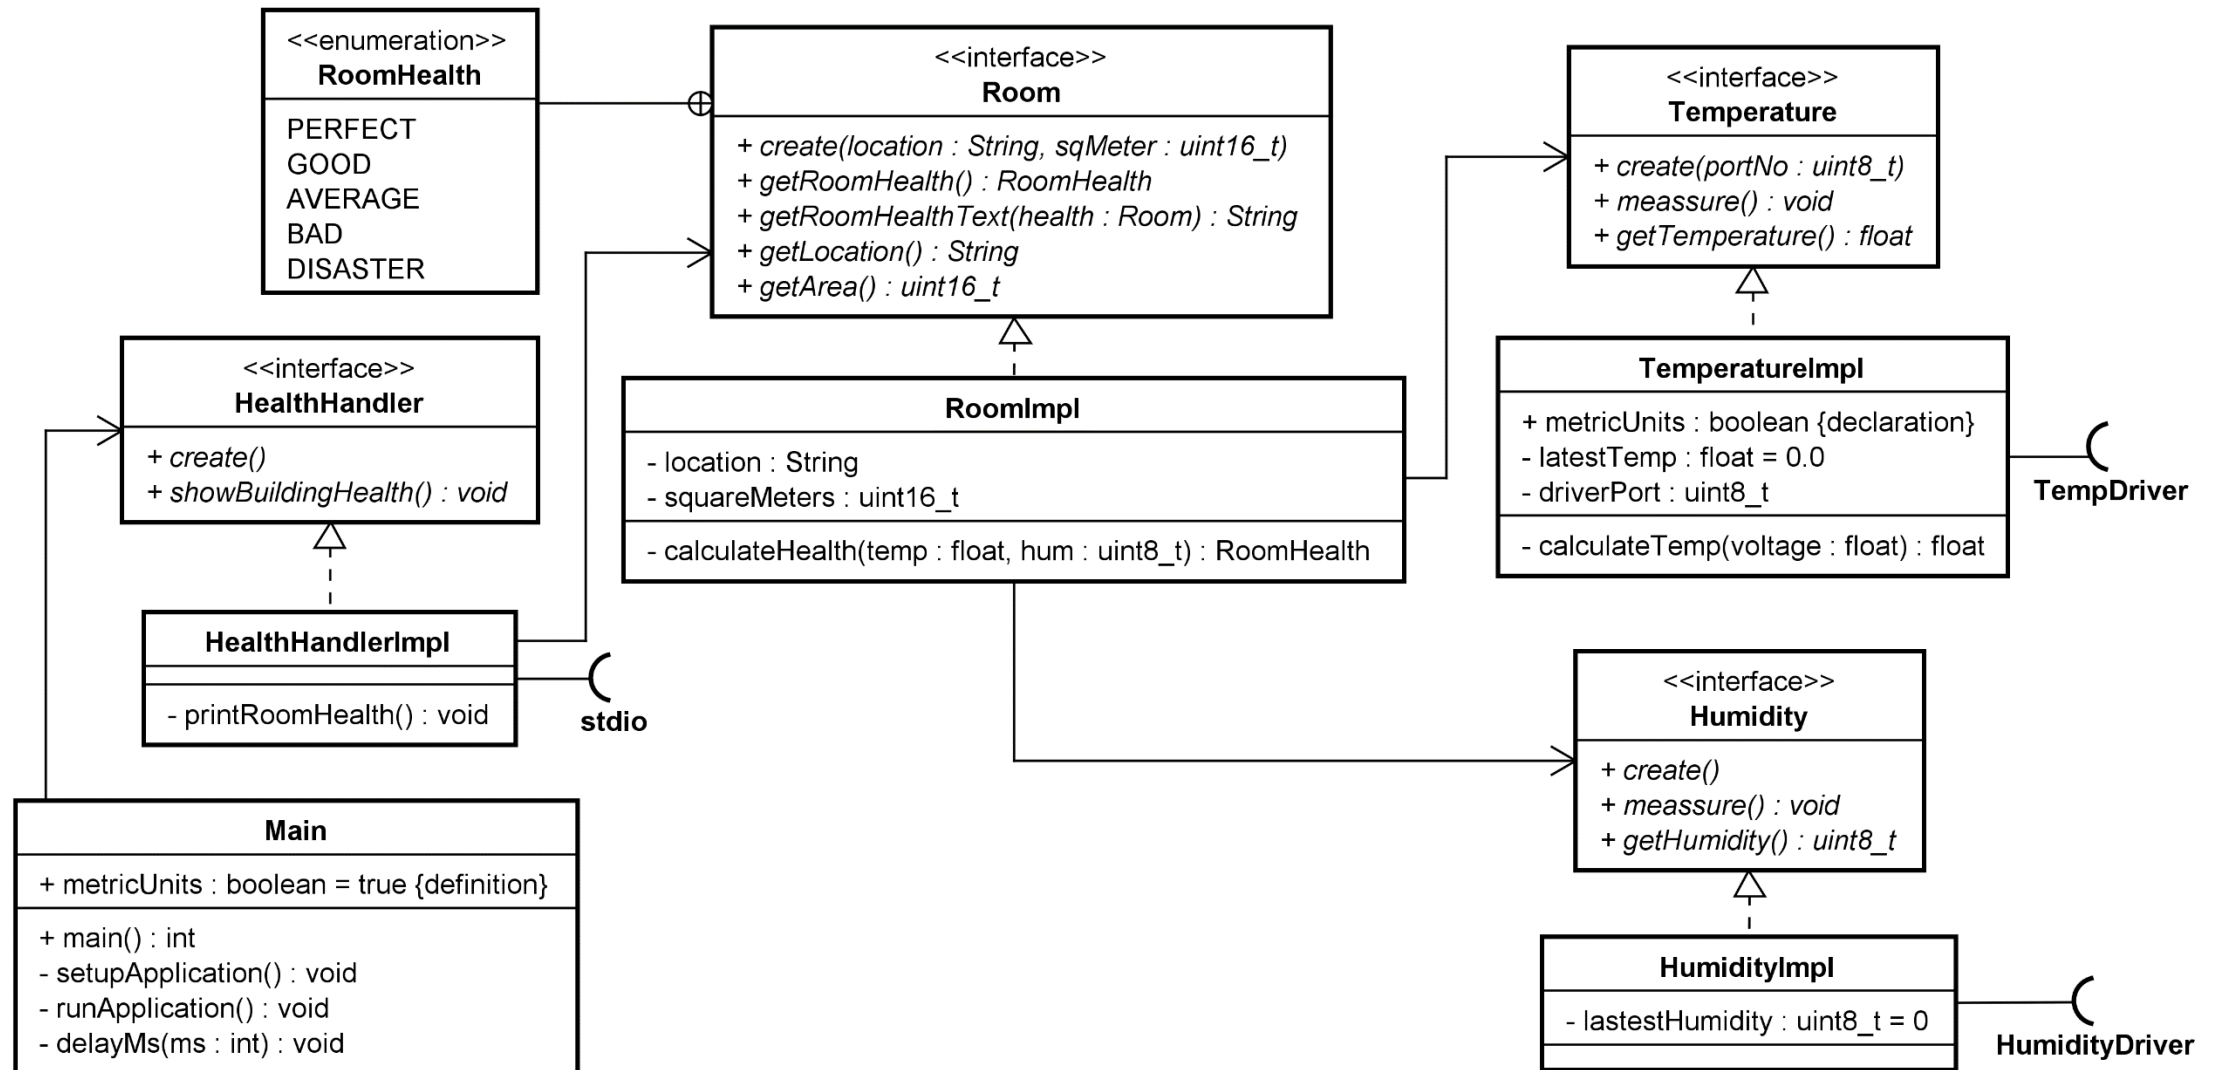 <<enumeration>>
RoomHealth
PERFECT
GOOD
AVERAGE
BAD
DISASTER
<<interface>>
Room
+ create(location : String, sqMeter : uint16_t)
+ getRoomHealth() : RoomHealth
+ getRoomHealthText(health : Room) : String
+ getLocation() : String
+ getArea() : uint16_t
<<interface>>
Temperature
+ create(portNo : uint8_t)
+ meassure() : void
+ getTemperature() : float
<<interface>>
HealthHandler
+ create()
+ showBuildingHealth() : void
RoomImpl
- location : String
- squareMeters : uint16_t
- calculateHealth(temp : float, hum : uint8_t) : RoomHealth
TemperatureImpl
+ metricUnits : boolean {declaration}
- latestTemp : float = 0.0
- driverPort : uint8_t
- calculateTemp(voltage : float) : float
TempDriver
HealthHandlerImpl
- printRoomHealth() : void
stdio
<<interface>>
Humidity
+ create()
+ meassure() : void
+ getHumidity() : uint8_t
Main
+ metricUnits : boolean = true {definition}
+ main() : int
- setupApplication() : void
- runApplication() : void
- delayMs(ms : int) : void
HumidityImpl
- lastestHumidity : uint8_t = 0
HumidityDriver